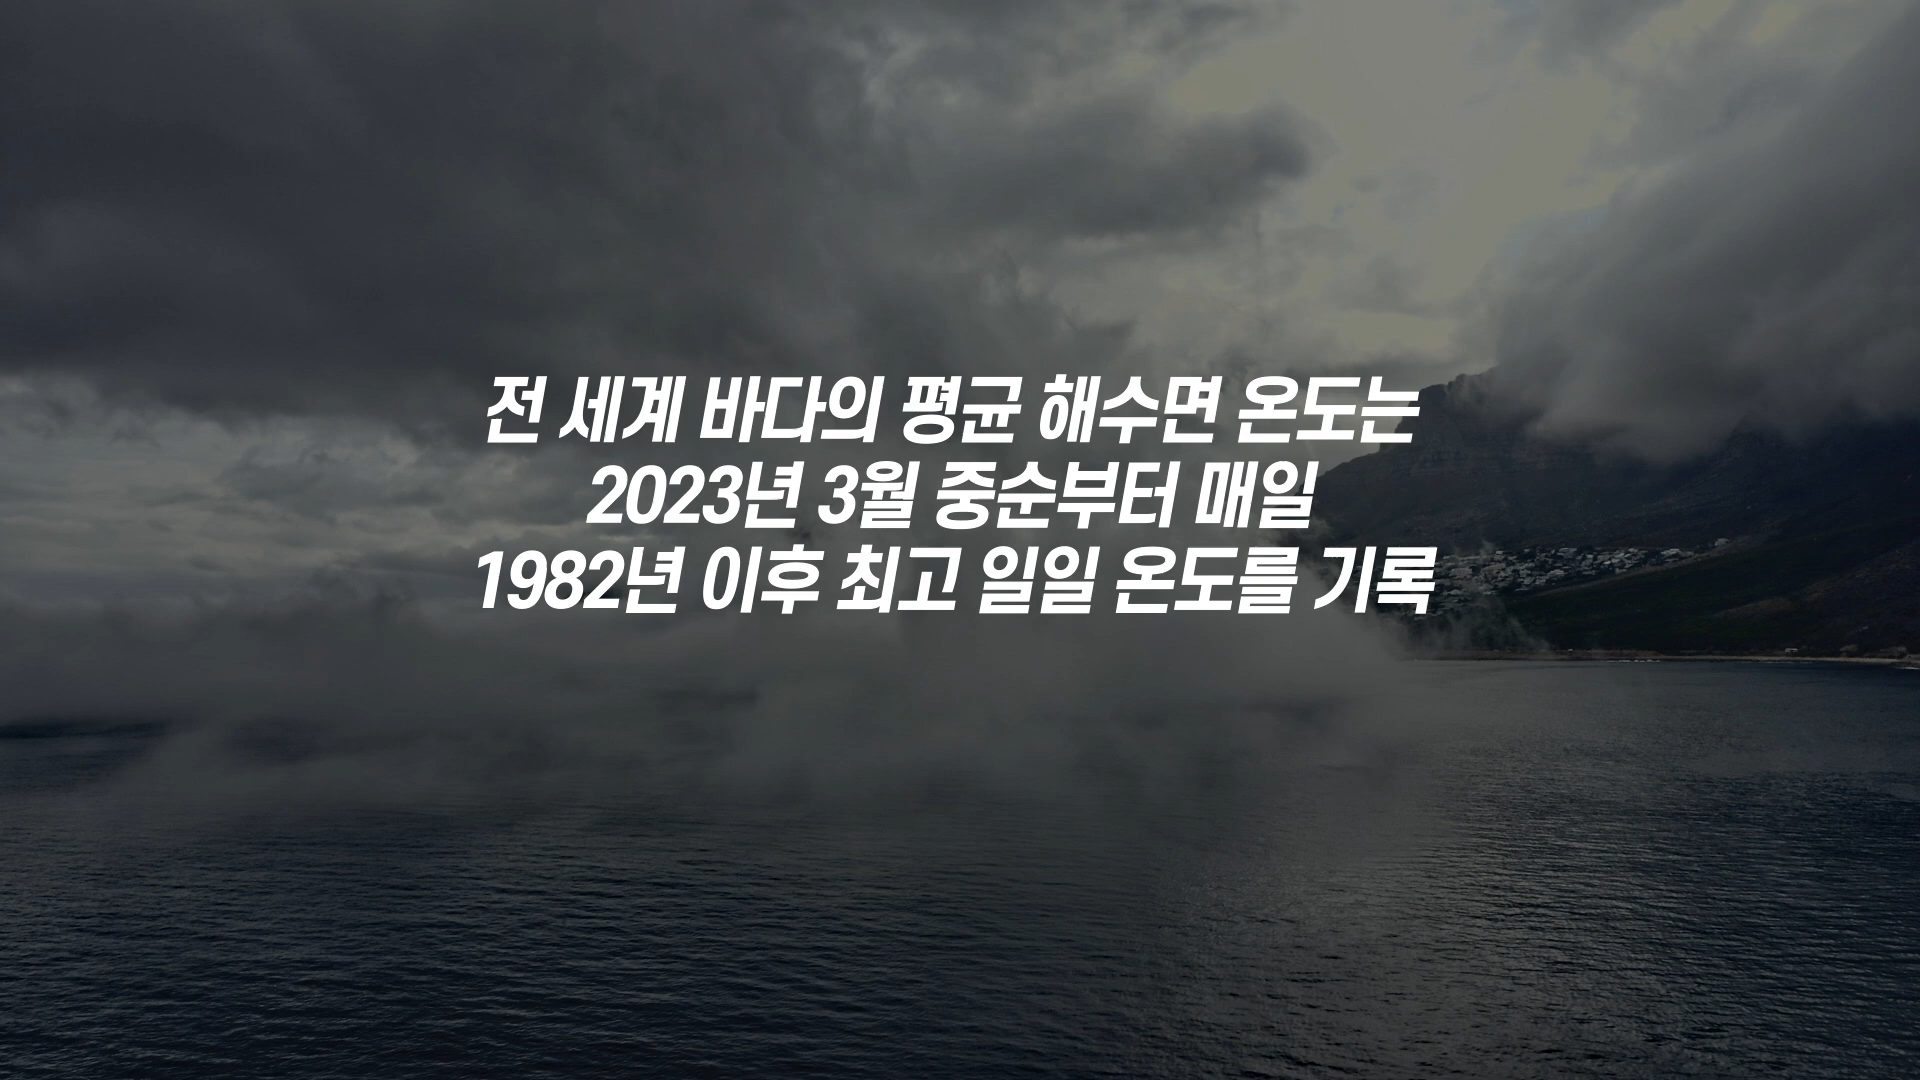 전 세계 바다의 평균 해수면 온도는
2023년 3월 중순부터 매일
1982년 이후 최고 일일 온도를 기록